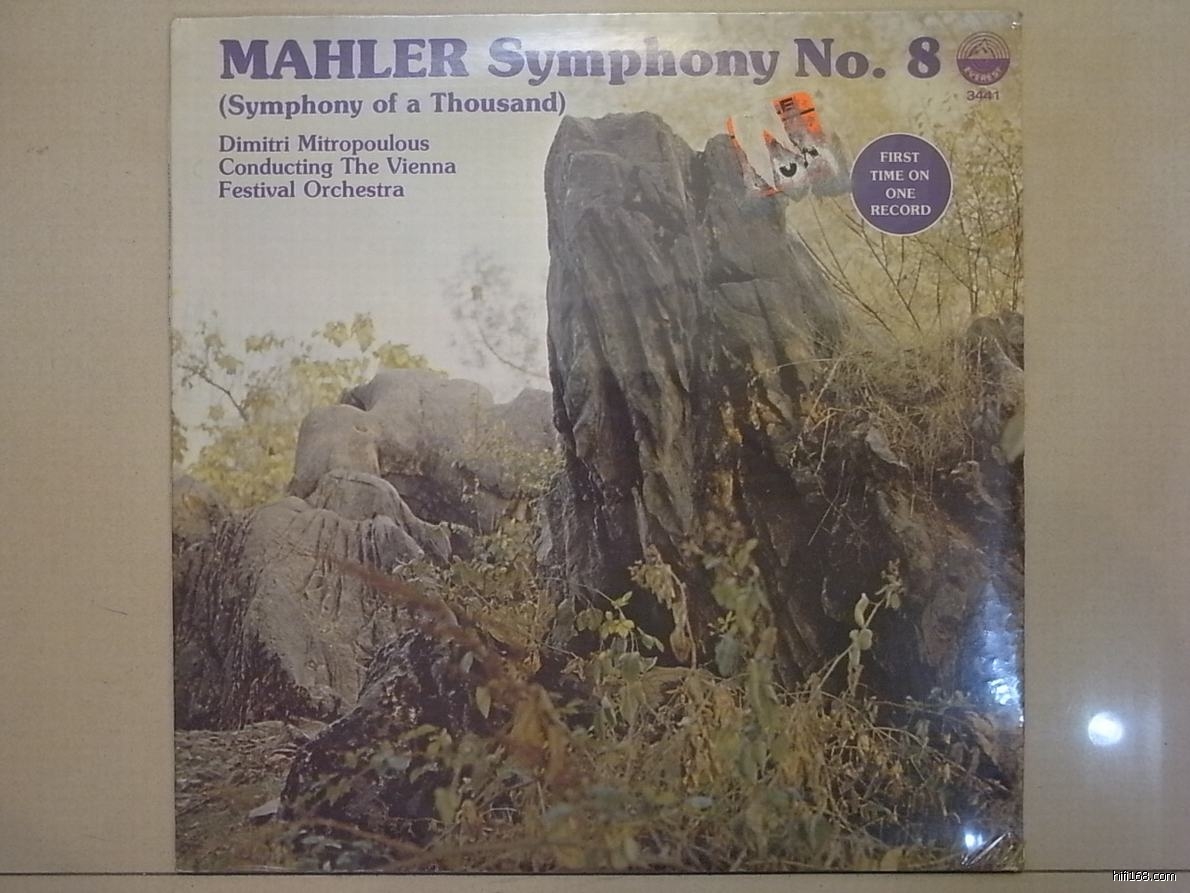 MAHLER Symphony No. 8
(Symphony of a Thousand)
Dimitri Mitropoulous
Conducting The Vienna
Festival Orchestra
EVEREST
3441
FIRST
TIME ON
ONE
RECORD
hifi168.com